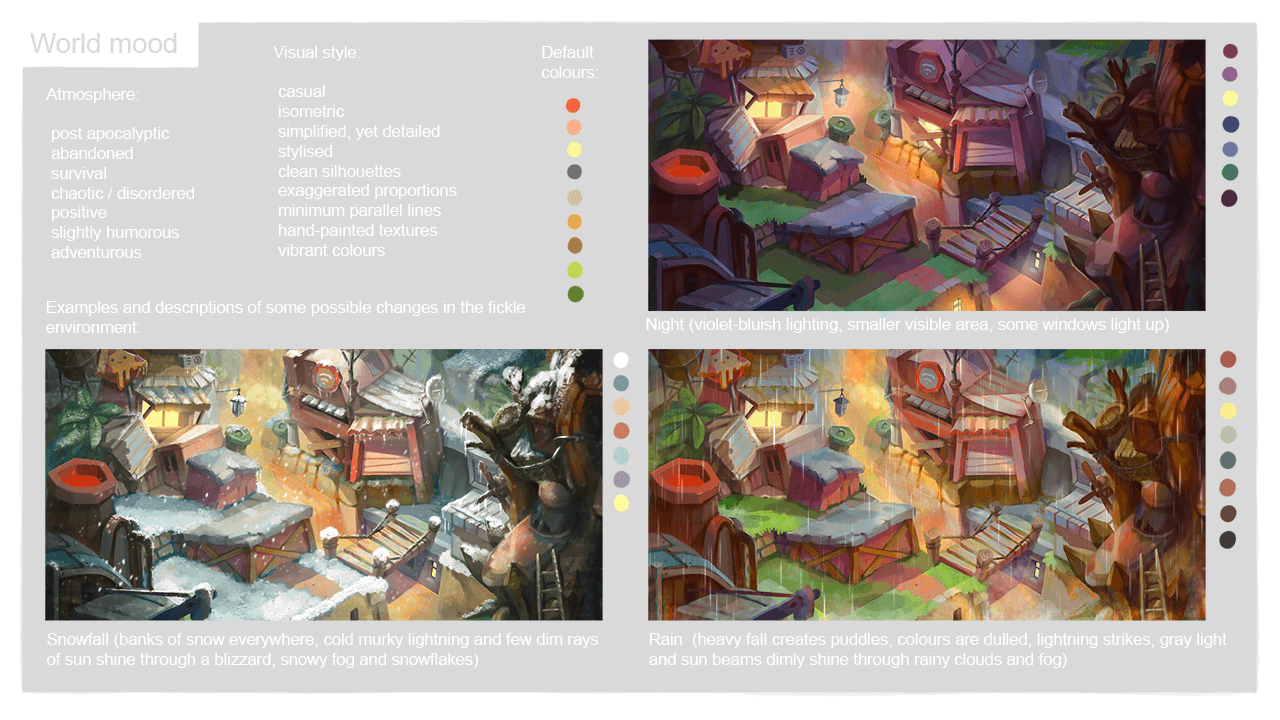 World mood
Atmosphere:
post apocalyptic
abandoned
survival
chaotic / disordered
positive
slightly humorous
adventurous
Visual style:
casual
isometric
simplified, yet detailed
stylised
clean silhouettes
exaggerated proportions
minimum parallel lines
hand-painted textures
vibrant colours
Default
colours:
Examples and descriptions of some possible changes in the fickle
environment:
Night (violet-bluish lighting, smaller visible area, some windows light up)
Snowfall (banks of snow everywhere, cold murky lightning and few dim rays
of sun shine through a blizzard, snowy fog and snowflakes)
Rain  (heavy fall creates puddles, colours are dulled, lightning strikes, gray light
and sun beams dimly shine through rainy clouds and fog)